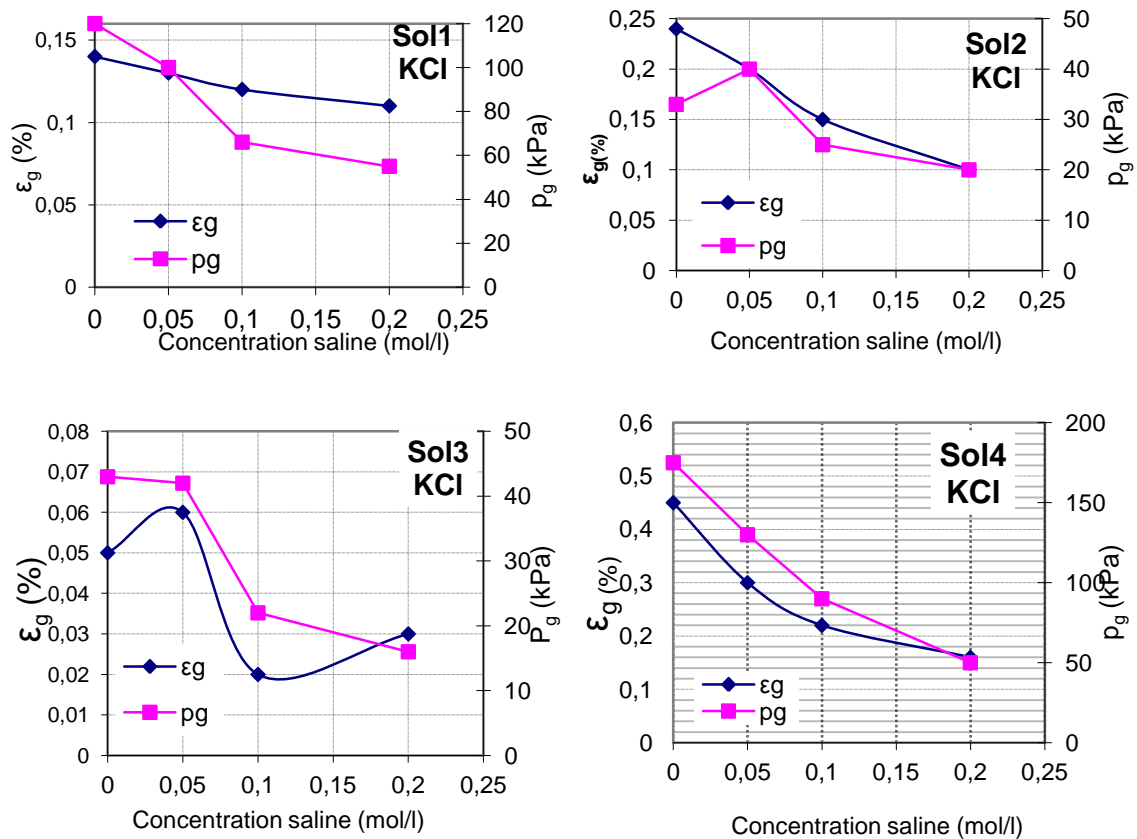 Sol1
KCl
εg (%)
0,15
0,1
0,05
0
120
100
80
60
40
20
0
pg (kPa)
εg
pg
0 0,05 0,1 0,15 0,2 0,25
Concentration saline (mol/l)
Sol2
KCl
εg(%)
0,25
0,2
0,15
0,1
0,05
0
50
40
30
20
10
0
pg (kPa)
εg
pg
0 0,05 0,1 0,15 0,2 0,25
Concentration saline (mol/l)
Sol3
KCl
εg (%)
0.08
0.07
0.06
0.05
0.04
0.03
0.02
0.01
0
50
40
30
20
10
0
Pg (kPa)
εg
pg
0 0,05 0,1 0,15 0,2 0,25
Concentration saline (mol/l)
Sol4
KCl
εg (%)
0,6
0,5
0,4
0,3
0,2
0,1
0
200
150
100
50
0
pg (kPa)
εg
pg
0 0,05 0,1 0,15 0,2 0,25
Concentration saline (mol/l)